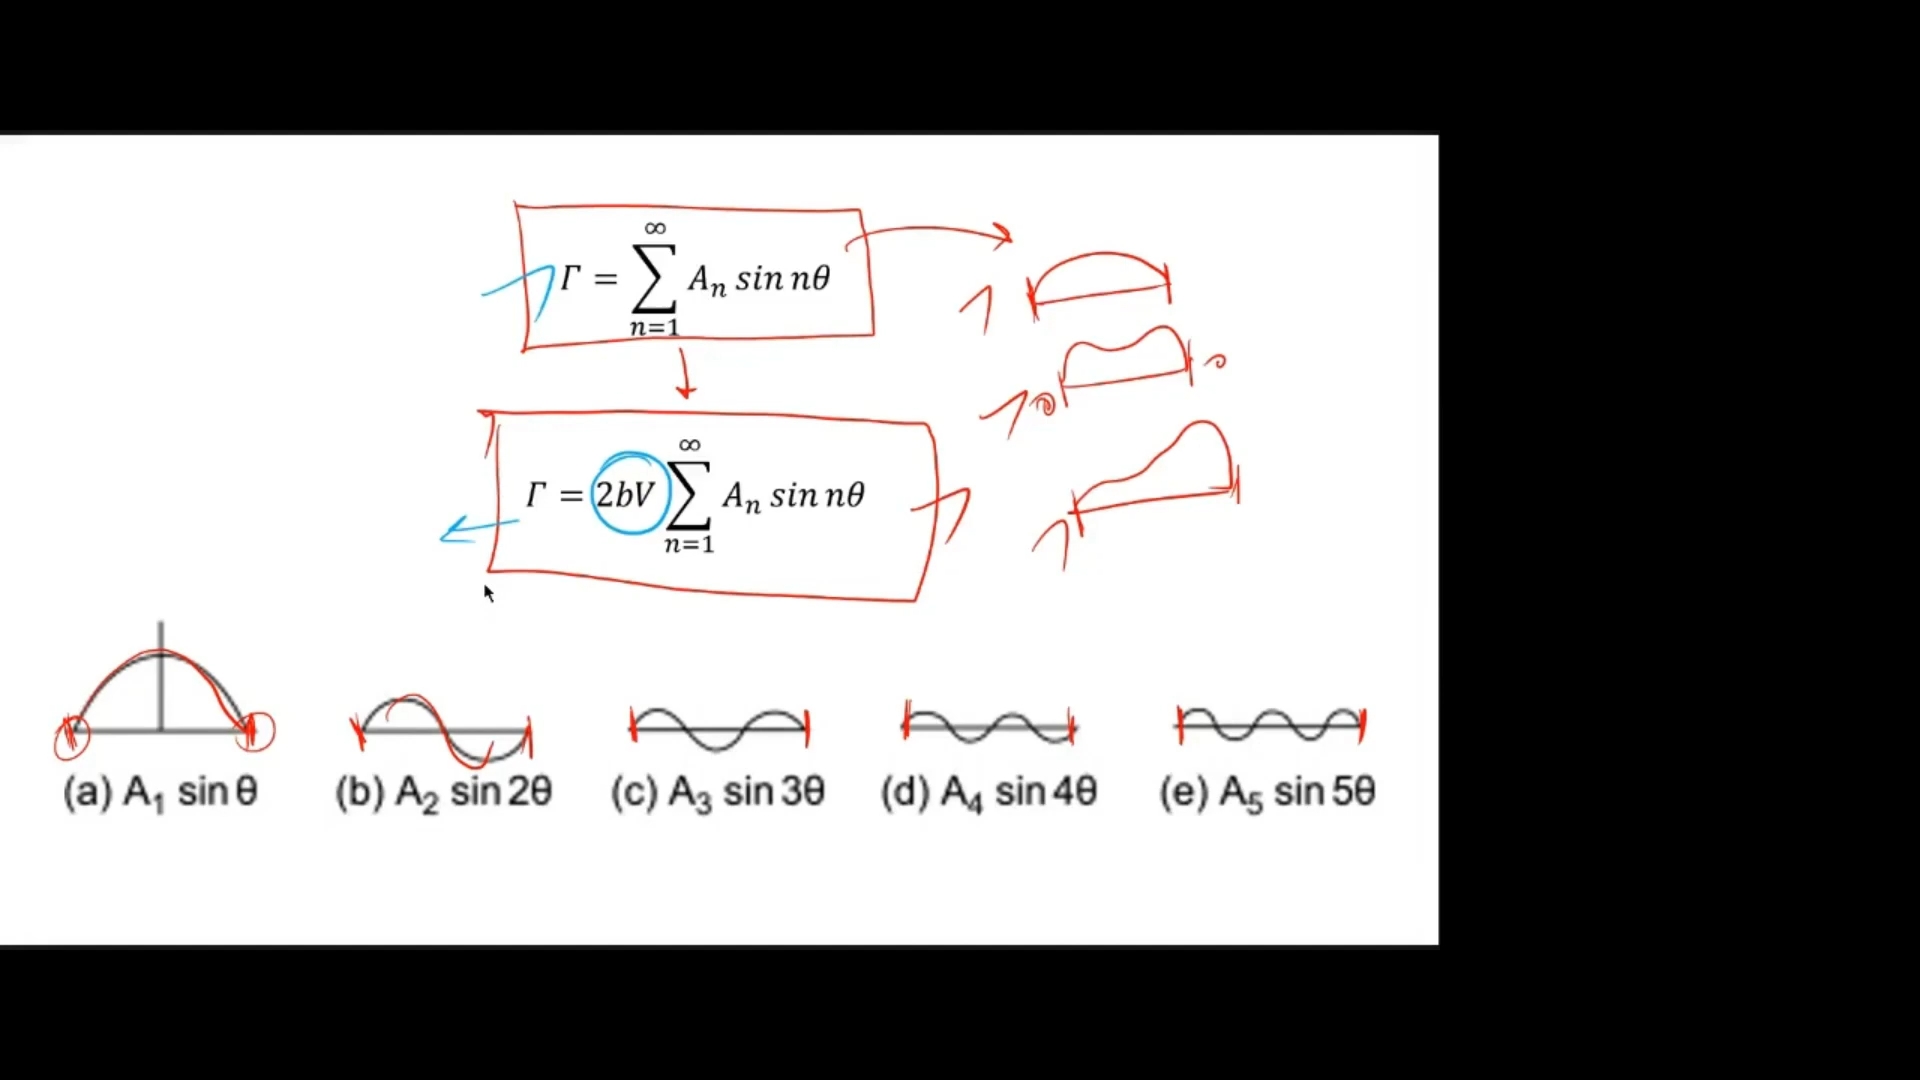 Γ = ∑_{n=1}^{∞} A_n sin nθ
Γ = 2bV ∑_{n=1}^{∞} A_n sin nθ
(a) A₁ sin θ (b) A₂ sin 2θ (c) A₃ sin 3θ (d) A₄ sin 4θ (e) A₅ sin 5θ